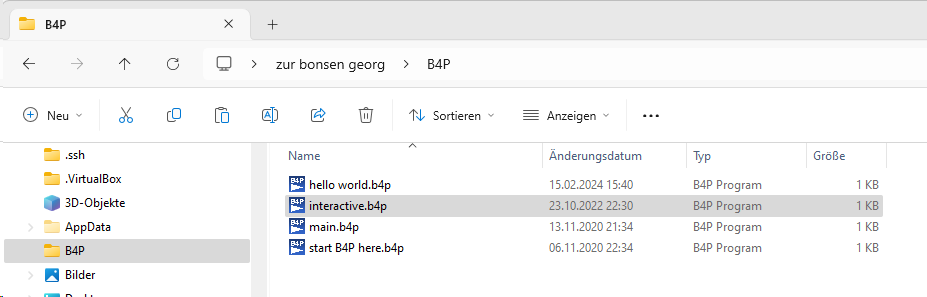 B4P
zur bonsen georg > B4P
Neu Sortieren Anzeigen
Name Änderungsdatum Typ Größe
.ssh
.VirtualBox
3D-Objekte
AppData
B4P
Bilder
hello world.b4p 15.02.2024 15:40 B4P Program 1 KB
interactive.b4p 23.10.2022 22:30 B4P Program 1 KB
main.b4p 13.11.2020 21:34 B4P Program 1 KB
start B4P here.b4p 06.11.2020 22:34 B4P Program 1 KB